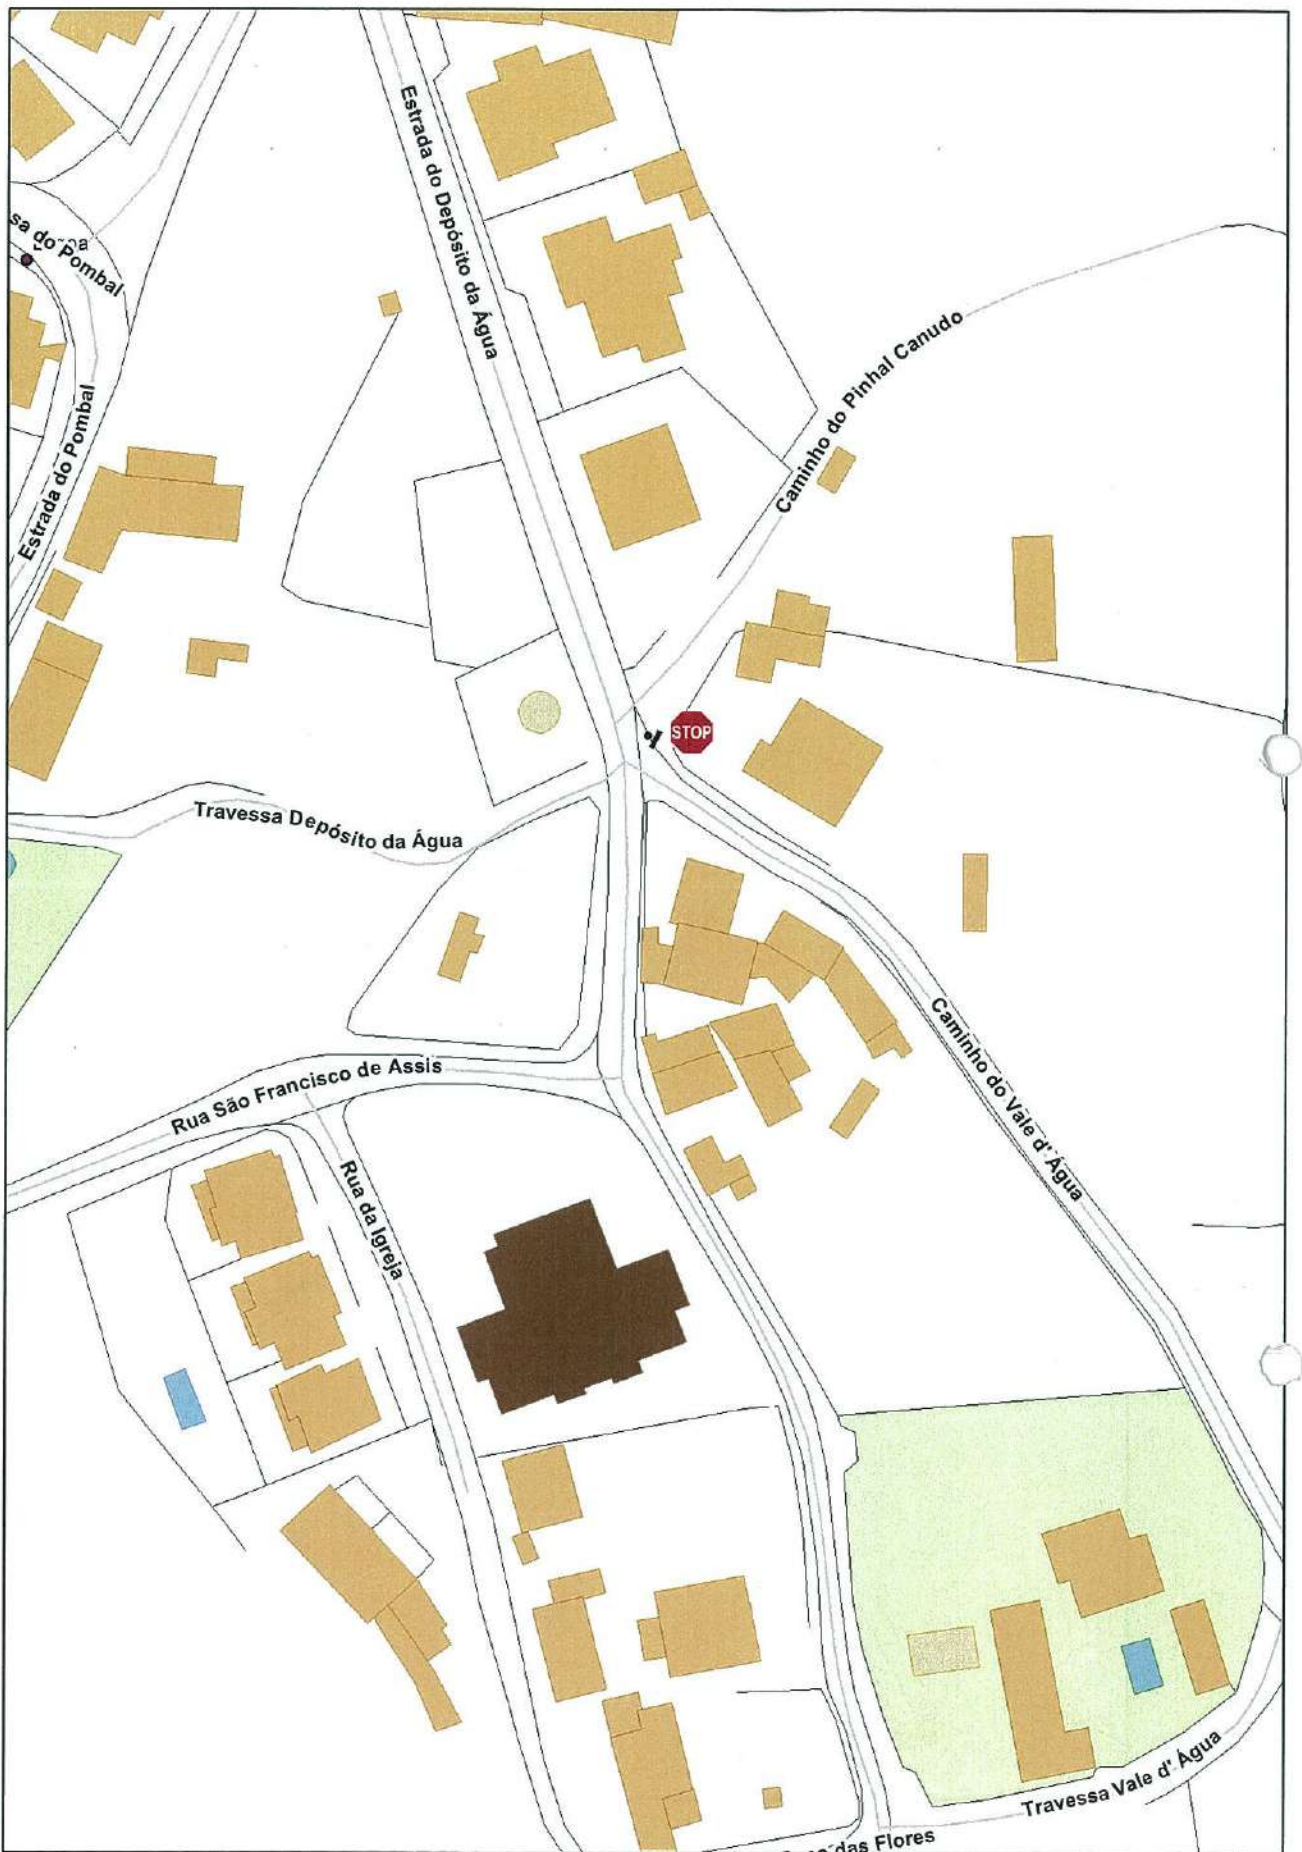 Estrada do Depósito da Água
sa do Pombal
Caminho do Pinhal Canudo
Estrada do Pombal
STOP
Travessa Depósito da Água
Caminho do Vale d' Água
Rua São Francisco de Assis
Rua da Igreja
Travessa Vale d' Água
das Flores